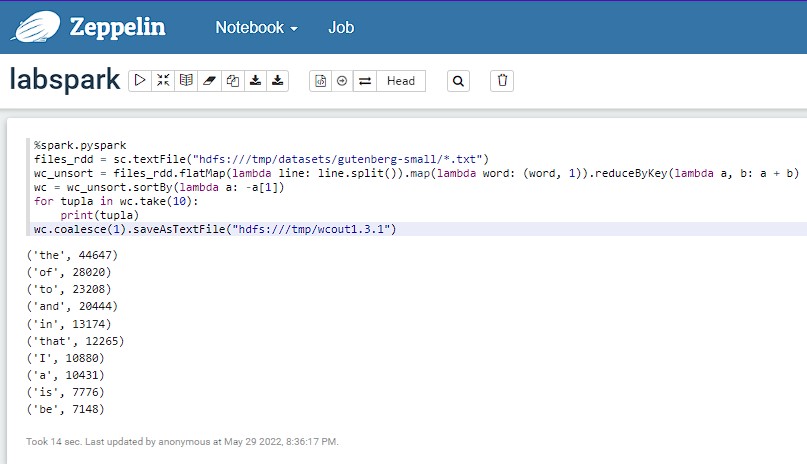 Zeppelin Notebook Job
labspark Head
%spark.pyspark
files_rdd = sc.textFile("hdfs:///tmp/datasets/gutenberg-small/*.txt")
wc_unsort = files_rdd.flatMap(lambda line: line.split()).map(lambda word: (word, 1)).reduceByKey(lambda a, b: a + b)
wc = wc_unsort.sortBy(lambda a: -a[1])
for tupla in wc.take(10):
    print(tupla)
wc.coalesce(1).saveAsTextFile("hdfs:///tmp/wcout1.3.1")
('the', 44647)
('of', 28020)
('to', 23208)
('and', 20444)
('in', 13174)
('that', 12265)
('I', 10880)
('a', 10431)
('is', 7776)
('be', 7148)
Took 14 sec. Last updated by anonymous at May 29 2022, 8:36:17 PM.